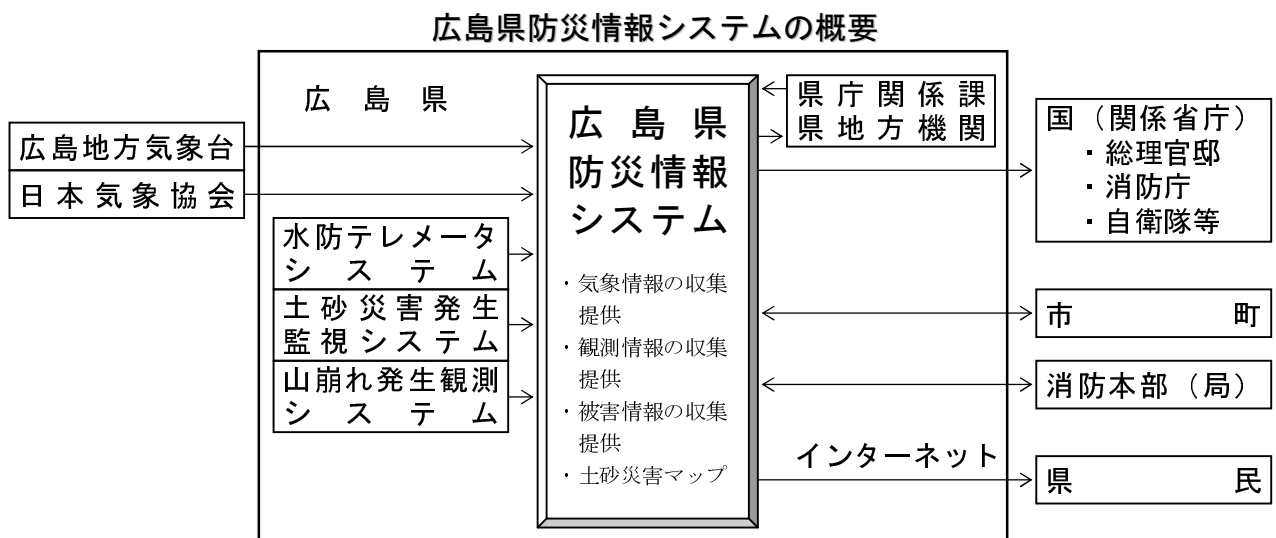 広島県防災情報システムの概要
広島県
広島地方気象台
日本気象協会
水防テレメータ
システム
土砂災害発生
監視システム
山崩れ発生観測
システム
広島県
防災情報
システム
・気象情報の収集
提供
・観測情報の収集
提供
・被害情報の収集
提供
・土砂災害マップ
県庁関係課
県地方機関
国（関係省庁）
・総理官邸
・消防庁
・自衛隊等
市町
消防本部（局）
インターネット
県民